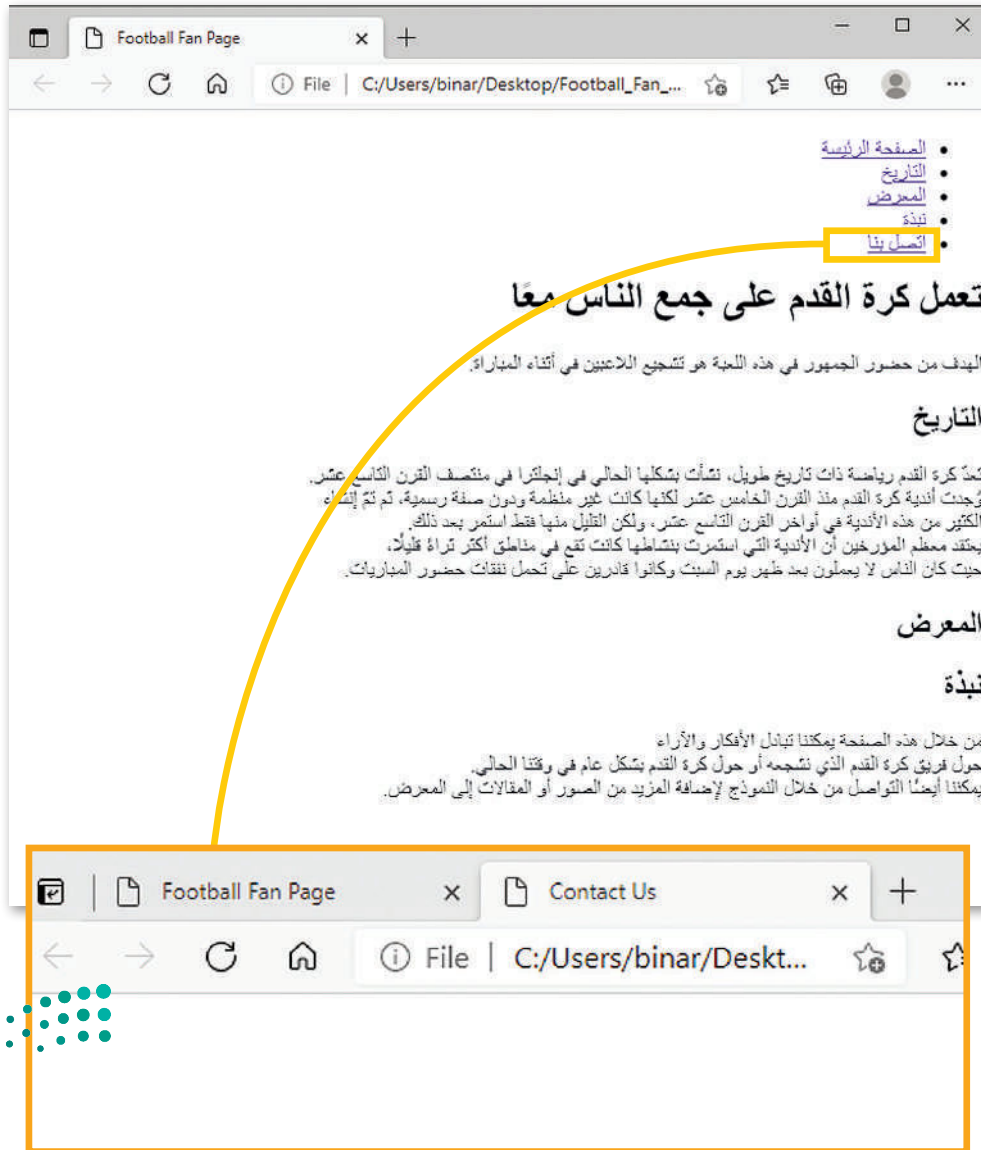 Football Fan Page
File | C:/Users/binar/Desktop/Football_Fan_...
الصفحة الرئيسة
التاريخ
المعرض
نبذة
اتصل بنا
تعمل كرة القدم على جمع الناس معًا
الهدف من حضور الجمهور في هذه اللعبة هو تشجيع اللاعبين في أثناء المباراة.
التاريخ
تعدّ كرة القدم رياضة ذات تاريخ طويل، نشأت بشكلها الحالي في إنجلترا في منتصف القرن التاسع عشر.
وُجدت أندية كرة القدم منذ القرن الخامس عشر لكنها كانت غير منظمة ودون صفة رسمية، ثم تمّ إنشاء
الكثير من هذه الأندية في أواخر القرن التاسع عشر، ولكن القليل منها فقط استمر بعد ذلك.
يعتقد معظم المؤرخين أن الأندية التي استمرت بنشاطها كانت تقع في مناطق أكثر ثراءً قليلًا،
حيث كان الناس لا يعملون بعد ظهر يوم السبت وكانوا قادرين على تحمل نفقات حضور المباريات.
المعرض
نبذة
من خلال هذه الصفحة يمكننا تبادل الأفكار والآراء
حول فريق كرة القدم الذي نشجعه أو حول كرة القدم بشكل عام في وقتنا الحالي.
يمكننا أيضًا التواصل من خلال النموذج لإضافة المزيد من الصور أو المقالات إلى المعرض.
Football Fan Page
Contact Us
File | C:/Users/binar/Deskt...